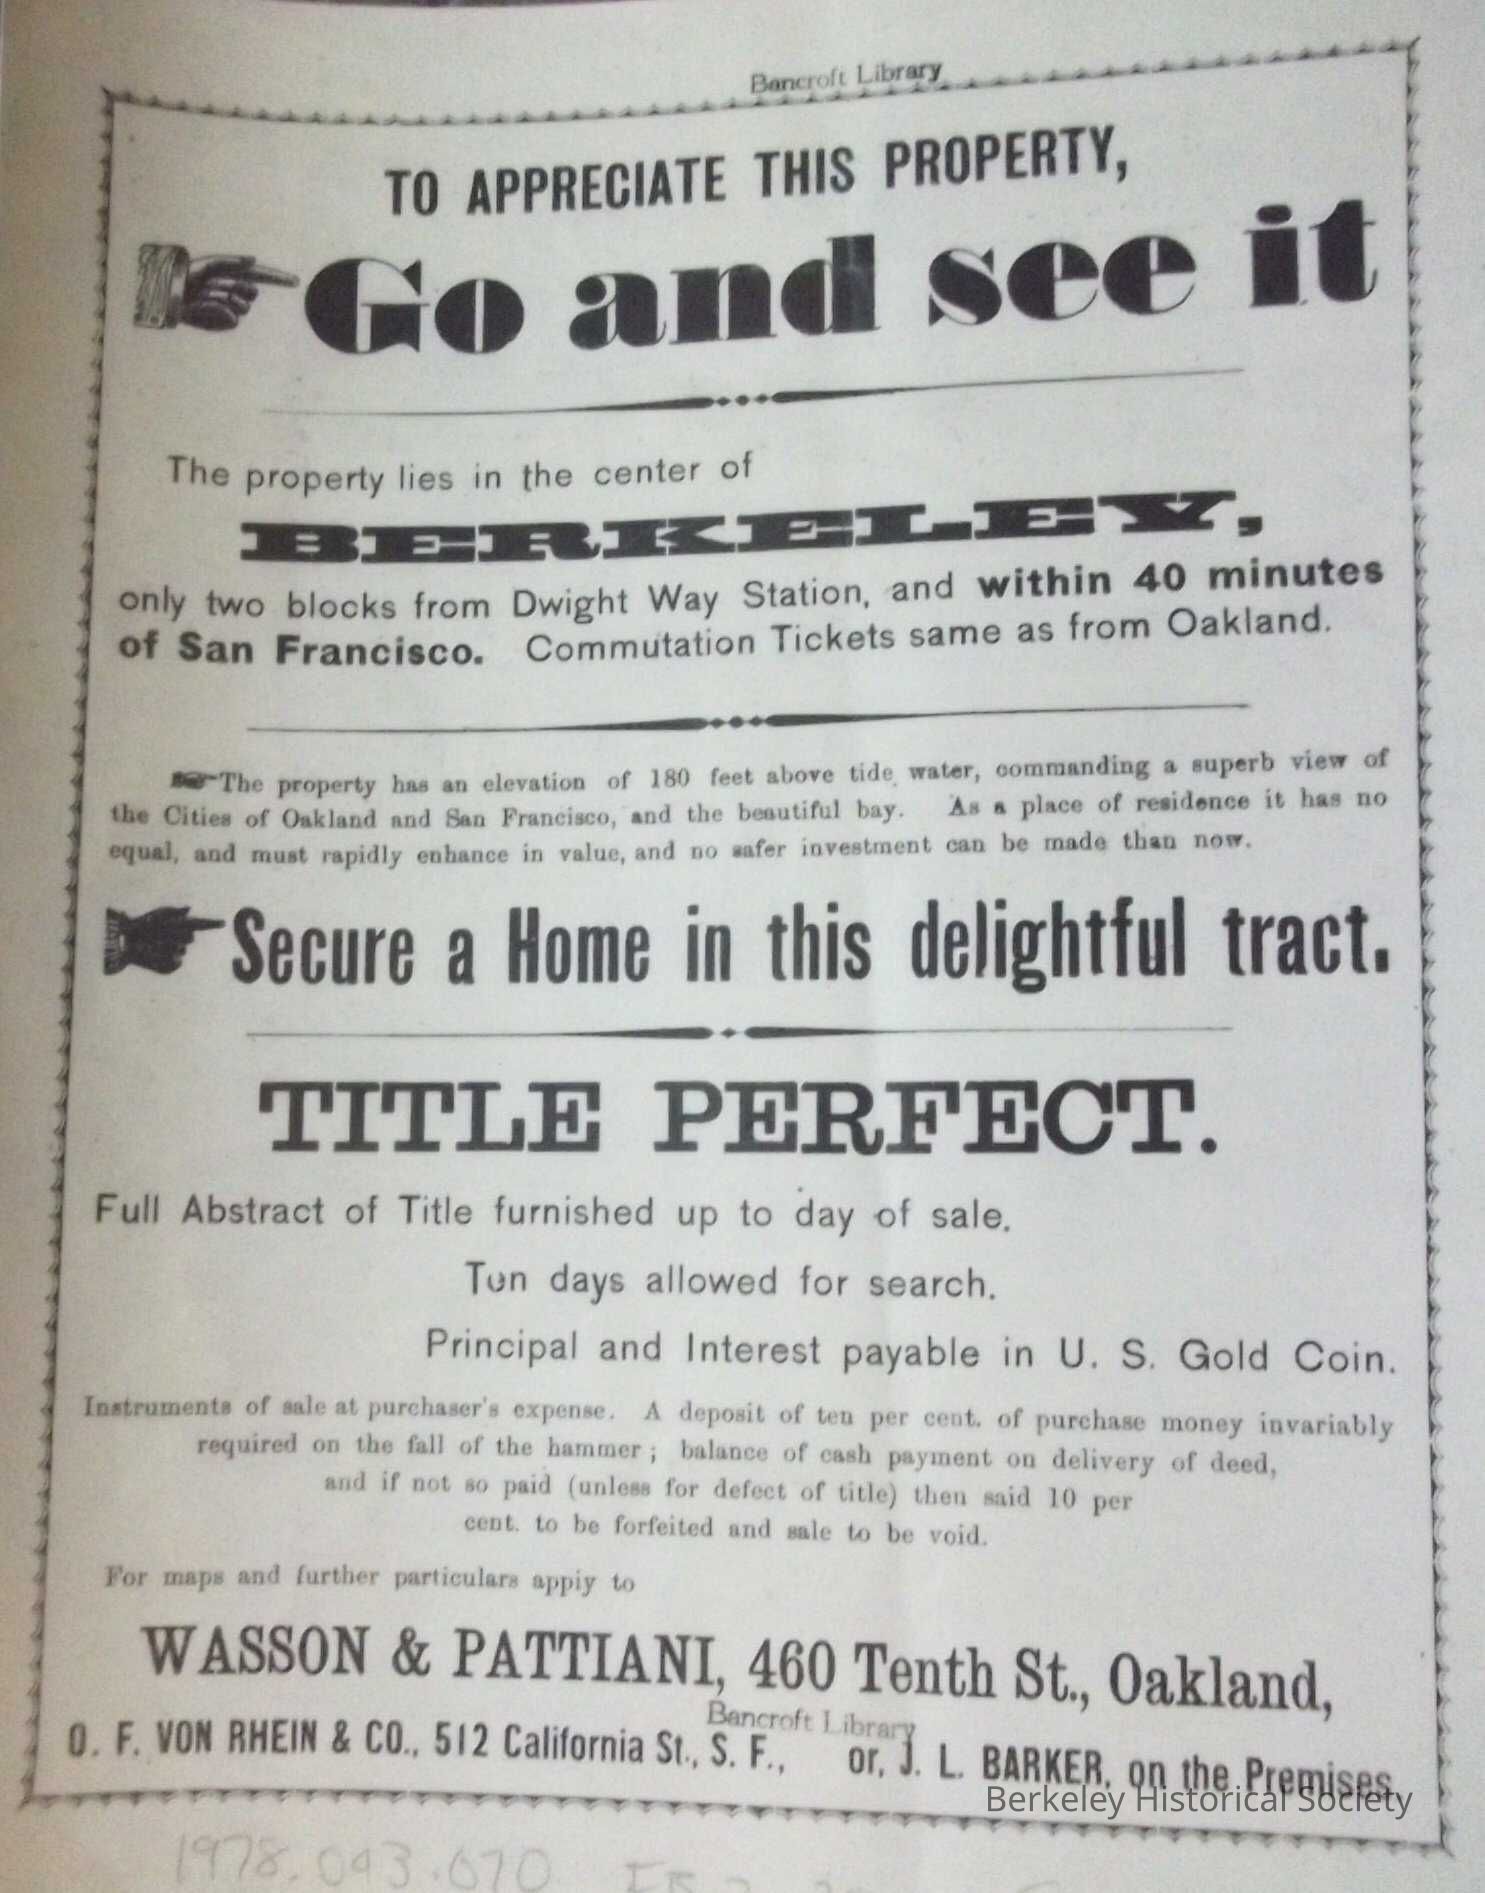 Bancroft Library
TO APPRECIATE THIS PROPERTY,
Go and see it
The property lies in the center of
BERKELEY,
only two blocks from Dwight Way Station, and within 40 minutes
of San Francisco. Commutation Tickets same as from Oakland.
The property has an elevation of 180 feet above tide water, commanding a superb view of
the Cities of Oakland and San Francisco, and the beautiful bay. As a place of residence it has no
equal, and must rapidly enhance in value, and no safer investment can be made than now.
Secure a Home in this delightful tract.
TITLE PERFECT.
Full Abstract of Title furnished up to day of sale.
Ten days allowed for search.
Principal and Interest payable in U. S. Gold Coin.
Instruments of sale at purchaser's expense. A deposit of ten per cent. of purchase money invariably
required on the fall of the hammer; balance of cash payment on delivery of deed,
and if not so paid (unless for defect of title) then said 10 per
cent. to be forfeited and sale to be void.
For maps and further particulars appiy to
WASSON & PATTIANI, 460 Tenth St., Oakland,
Bancroft Library
O. F. VON RHEIN & CO., 512 California St., S. F., or, J. L. BARKER, on the Premises
Berkeley Historical Society
1978.093.070